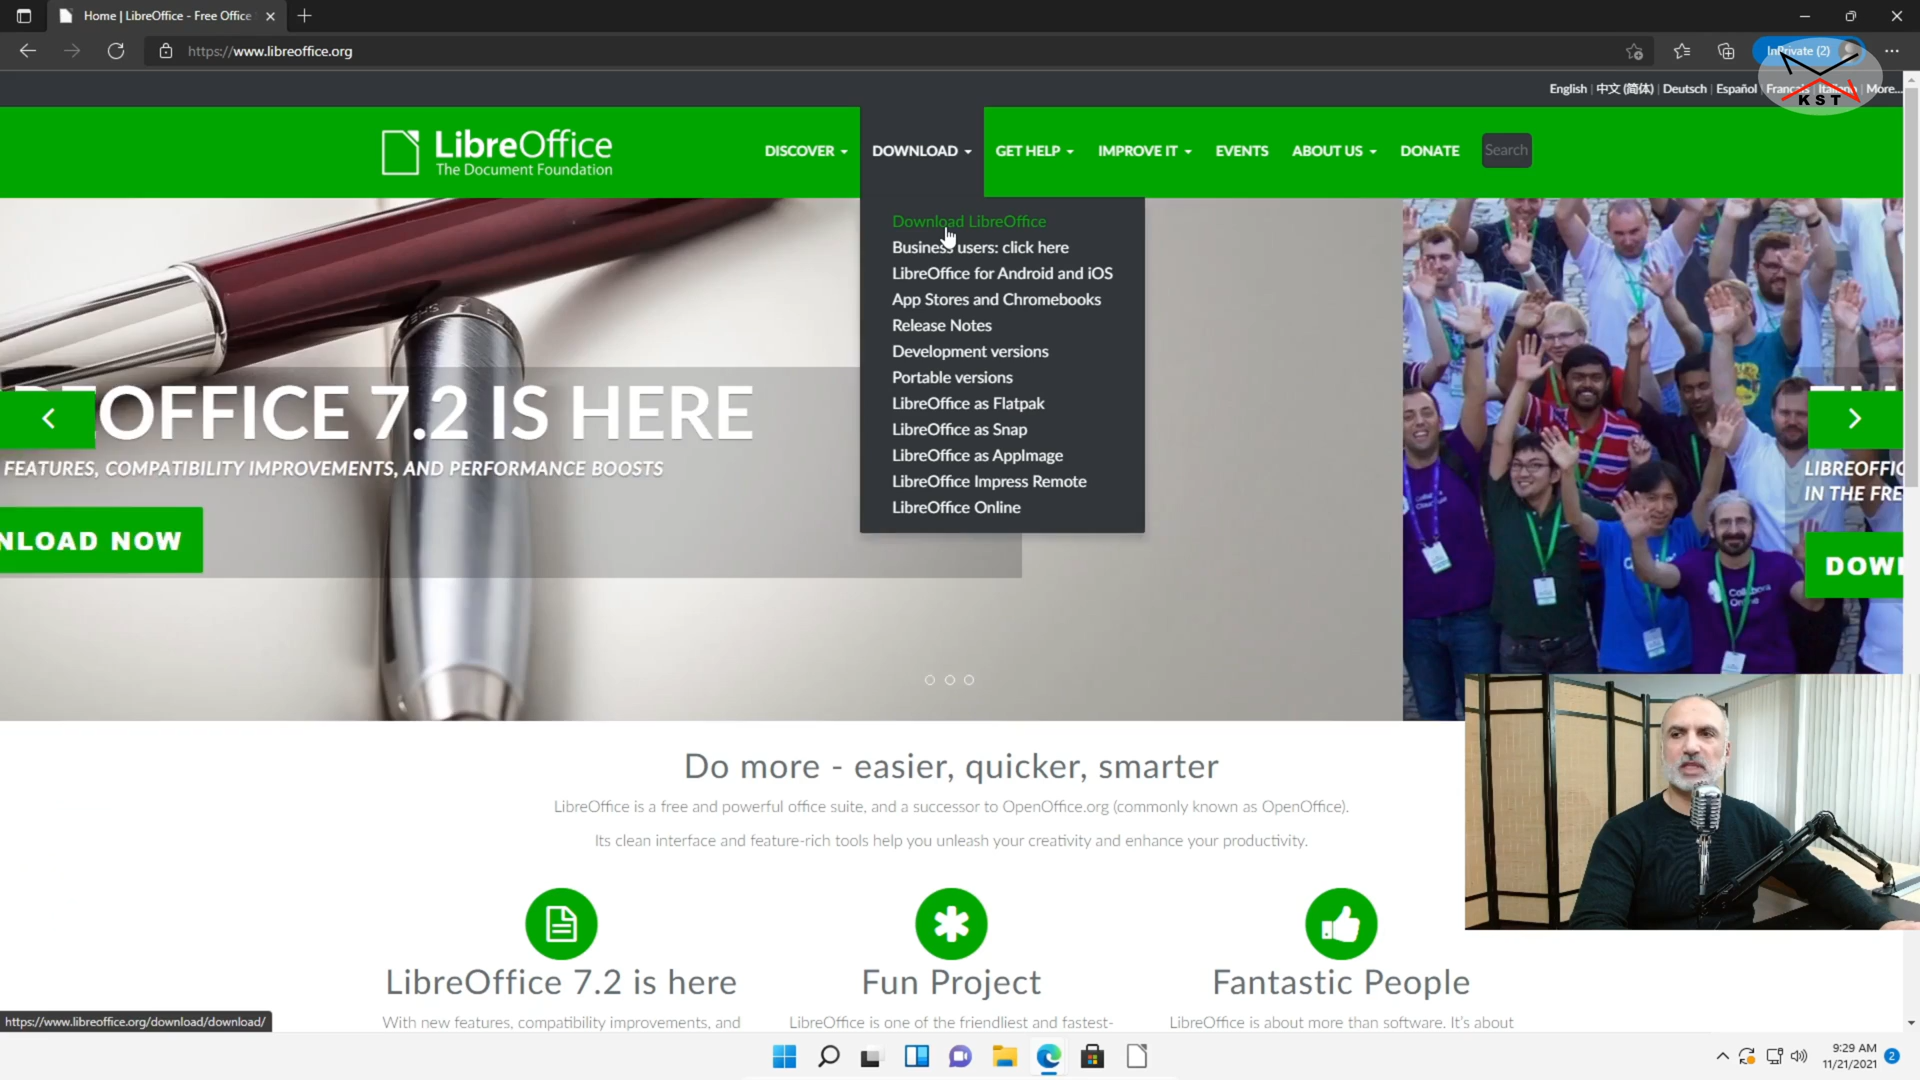 Home | LibreOffice - Free Office
https://www.libreoffice.org
InPrivate (2)
English | 中文 (简体) | Deutsch | Español | Français | Italiano | More...
KST
LibreOffice
The Document Foundation
DISCOVER
DOWNLOAD
GET HELP
IMPROVE IT
EVENTS
ABOUT US
DONATE
Search
Download LibreOffice
Business users: click here
LibreOffice for Android and iOS
App Stores and Chromebooks
Release Notes
Development versions
Portable versions
LibreOffice as Flatpak
LibreOffice as Snap
LibreOffice as AppImage
LibreOffice Impress Remote
LibreOffice Online
EOFFICE 7.2 IS HERE
FEATURES, COMPATIBILITY IMPROVEMENTS, AND PERFORMANCE BOOSTS
NLOAD NOW
LIBREOFFIC
IN THE FRE
DOW
Do more - easier, quicker, smarter
LibreOffice is a free and powerful office suite, and a successor to OpenOffice.org (commonly known as OpenOffice).
Its clean interface and feature-rich tools help you unleash your creativity and enhance your productivity.
LibreOffice 7.2 is here
Fun Project
Fantastic People
With new features, compatibility improvements, and
LibreOffice is one of the friendliest and fastest-
LibreOffice is about more than software. It's about
https://www.libreoffice.org/download/download/
9:29 AM
11/21/2021
2